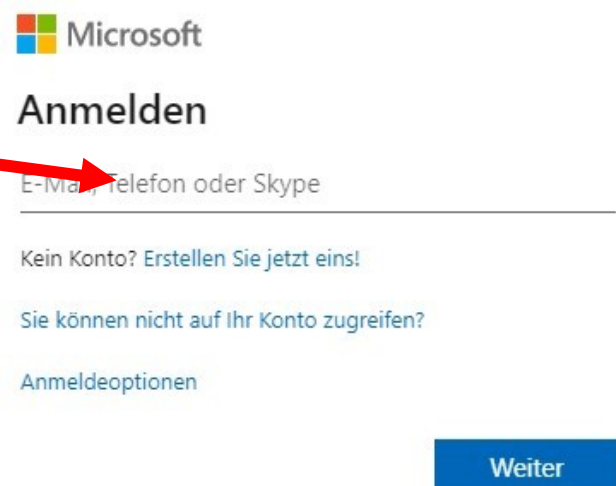 Microsoft
Anmelden
E-Mail, Telefon oder Skype
Kein Konto? Erstellen Sie jetzt eins!
Sie können nicht auf Ihr Konto zugreifen?
Anmeldeoptionen
Weiter